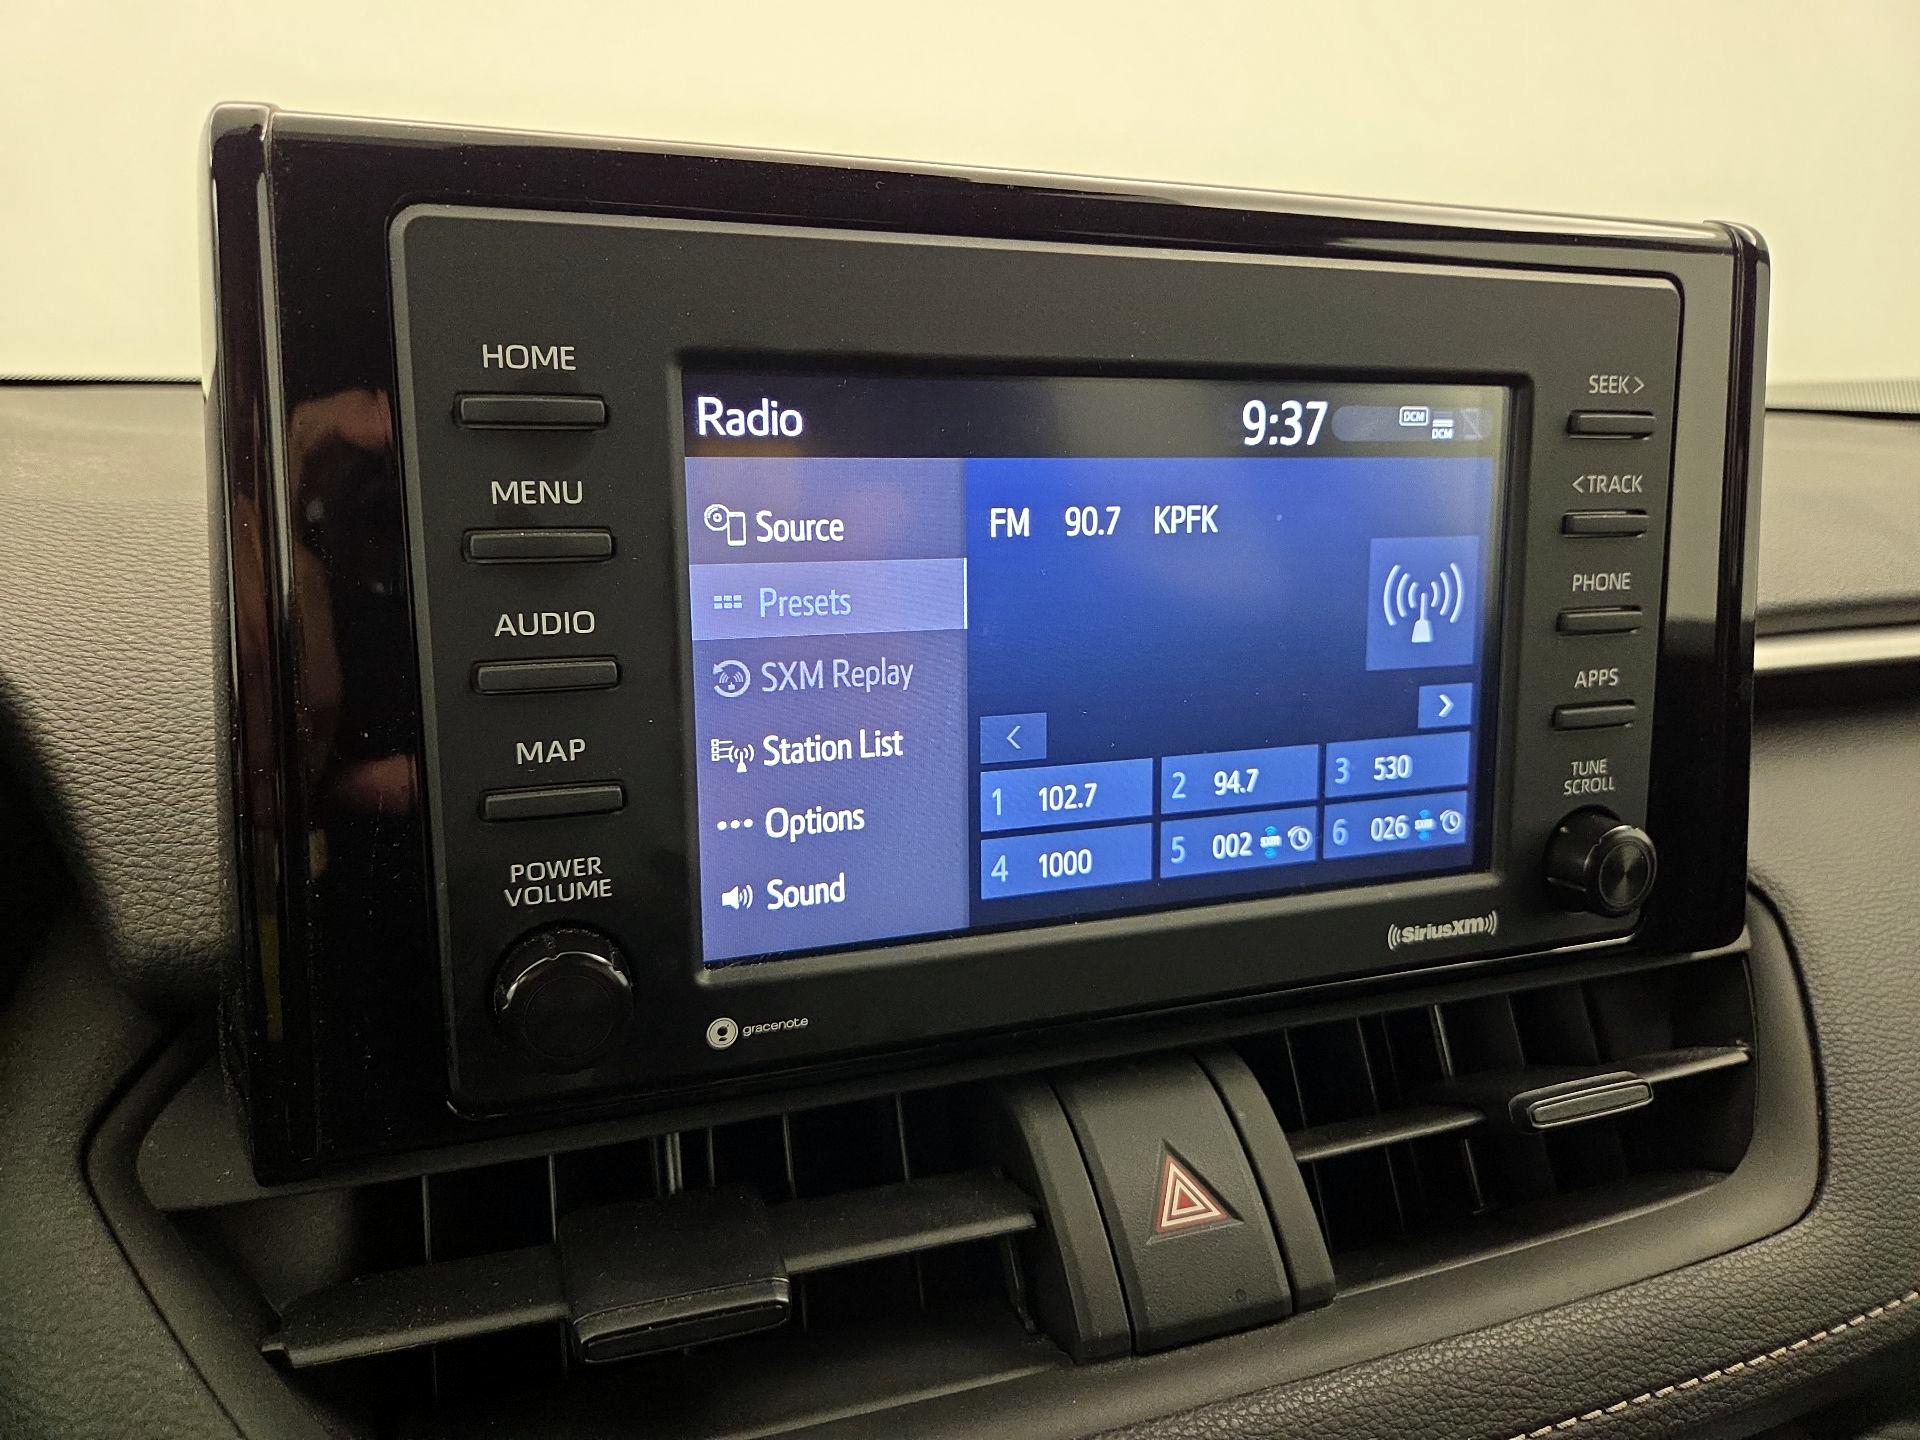 HOME
MENU
AUDIO
MAP
POWER
VOLUME
Radio
9:37
DCM
DCM
Source
Presets
SXM Replay
Station List
Options
Sound
FM 90.7 KPFK
<
>
1 102.7
2 94.7
3 530
4 1000
5 002 sxm
6 026 sxm
SEEK >
< TRACK
PHONE
APPS
TUNE
SCROLL
gracenote
((SiriusXM))